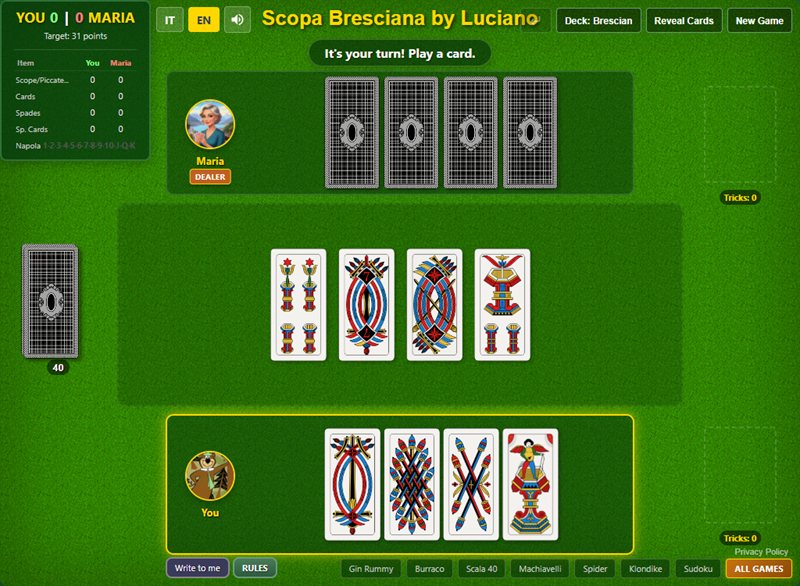 YOU 0 | 0 MARIA
Target: 31 points
Item You Maria
Scope/Piccate... 0 0
Cards 0 0
Spades 0 0
Sp. Cards 0 0
Napola 1-2-3-4-5-6-7-8-9-10-J-Q-K
IT
EN
Scopa Bresciana by Luciano
Deck: Brescian
Reveal Cards
New Game
It's your turn! Play a card.
Maria
DEALER
Tricks: 0
40
You
Tricks: 0
Privacy Policy
Write to me
RULES
Gin Rummy
Burraco
Scala 40
Machiavelli
Spider
Klondike
Sudoku
ALL GAMES